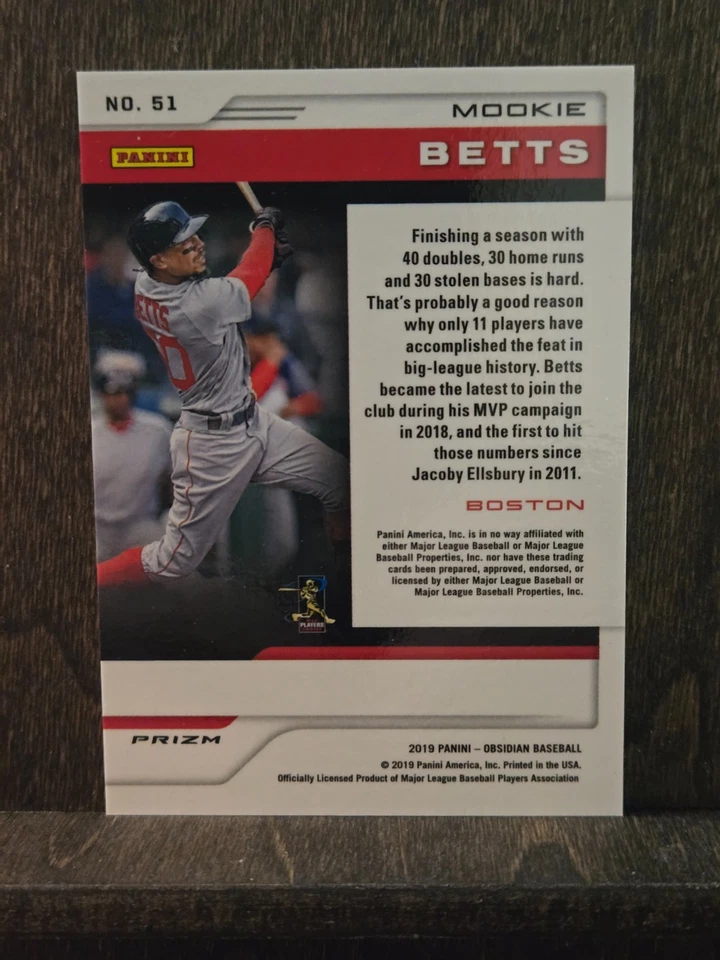 NO. 51
MOOKIE
PANINI
BETTS
BETTS
Finishing a season with
40 doubles, 30 home runs
and 30 stolen bases is hard.
That's probably a good reason
why only 11 players have
accomplished the feat in
big-league history. Betts
became the latest to join the
club during his MVP campaign
in 2018, and the first to hit
those numbers since
Jacoby Ellsbury in 2011.
BOSTON
Panini America, Inc. is in no way affiliated with
either Major League Baseball or Major League
Baseball Properties, Inc. nor have these trading
cards been prepared, approved, endorsed, or
licensed by either Major League Baseball or
Major League Baseball Properties, Inc.
PLAYERS
PRIZM
2019 PANINI – OBSIDIAN BASEBALL
© 2019 Panini America, Inc. Printed in the USA.
Officially Licensed Product of Major League Baseball Players Association